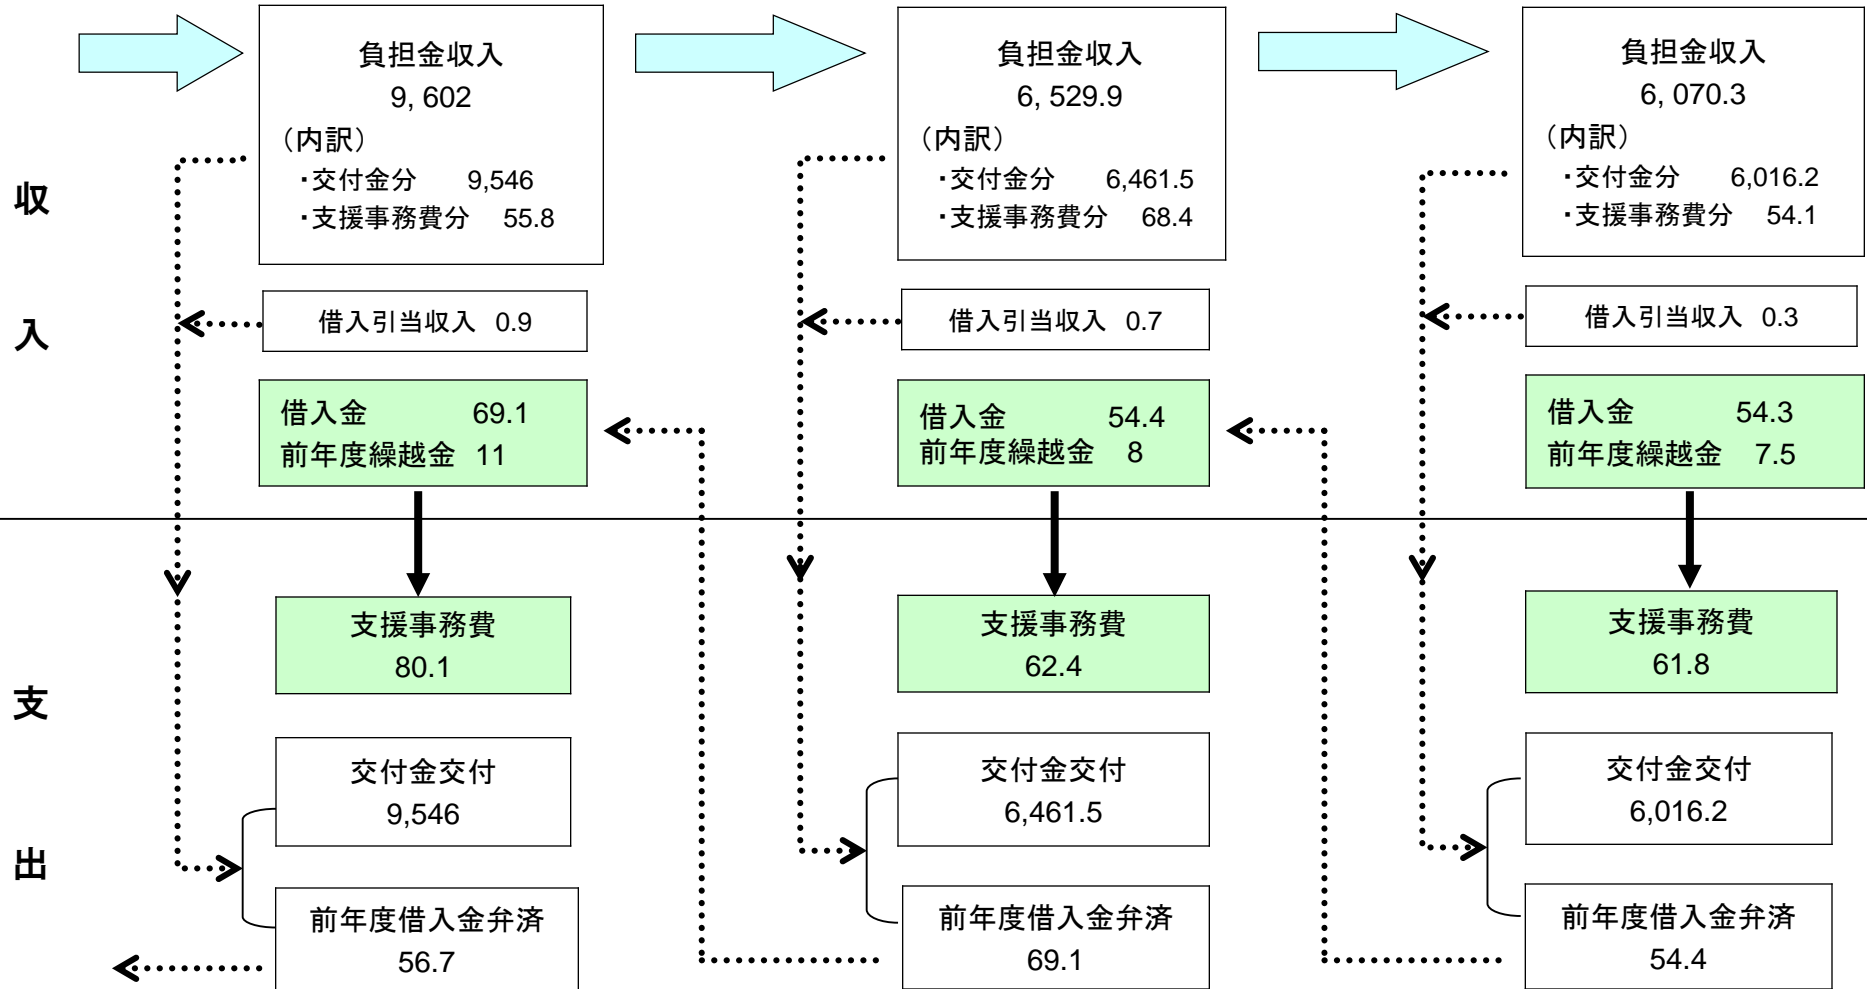 収
入
支
出
負担金収入
9,602
（内訳）
・交付金分 9,546
・支援事務費分 55.8
借入引当収入 0.9
借入金 69.1
前年度繰越金 11
支援事務費
80.1
交付金交付
9,546
前年度借入金弁済
56.7
負担金収入
6,529.9
（内訳）
・交付金分 6,461.5
・支援事務費分 68.4
借入引当収入 0.7
借入金 54.4
前年度繰越金 8
支援事務費
62.4
交付金交付
6,461.5
前年度借入金弁済
69.1
負担金収入
6,070.3
（内訳）
・交付金分 6,016.2
・支援事務費分 54.1
借入引当収入 0.3
借入金 54.3
前年度繰越金 7.5
支援事務費
61.8
交付金交付
6,016.2
前年度借入金弁済
54.4